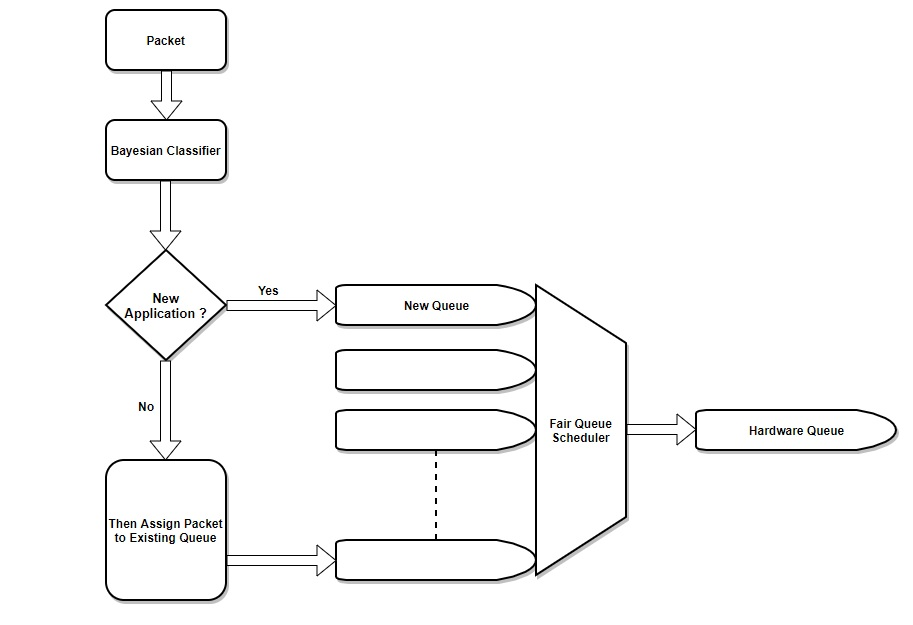 Packet
Bayesian Classifier
New
Application ?
Yes
New Queue
No
Fair Queue
Scheduler
Hardware Queue
Then Assign Packet
to Existing Queue